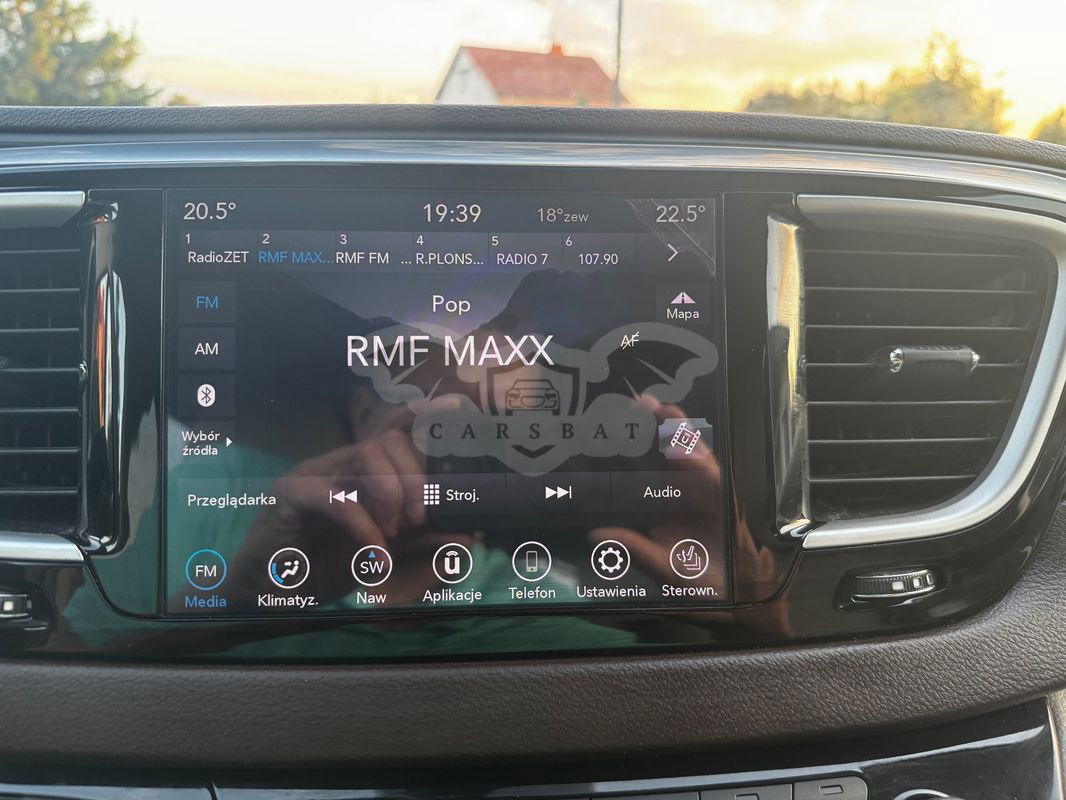 20.5° 19:39 18°zew 22.5°
1 2 3 4 5 6
RadioZET RMF MAX... RMF FM ... R.PLONS... RADIO 7 107.90
FM
Pop
Mapa
AM
RMF MAXX
AF
CARSBAT
Wybór
źródła
Przeglądarka Stroj. Audio
FM SW
Media Klimatyz. Naw Aplikacje Telefon Ustawienia Sterown.